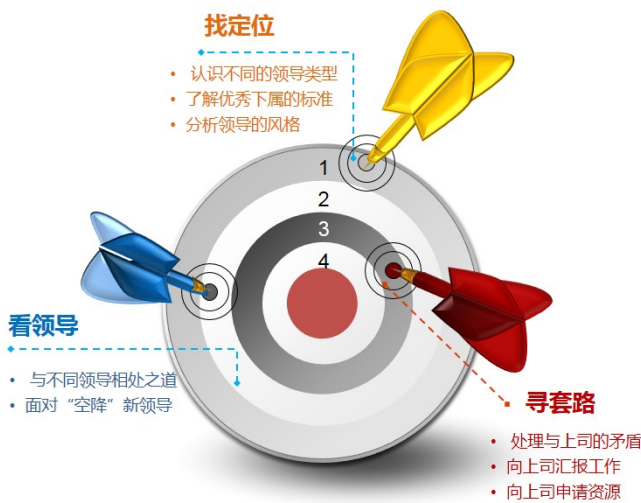 找定位
• 认识不同的领导类型
• 了解优秀下属的标准
• 分析领导的风格
1
2
3
4
看领导
• 与不同领导相处之道
• 面对“空降”新领导
寻套路
• 处理与上司的矛盾
• 向上司汇报工作
• 向上司申请资源